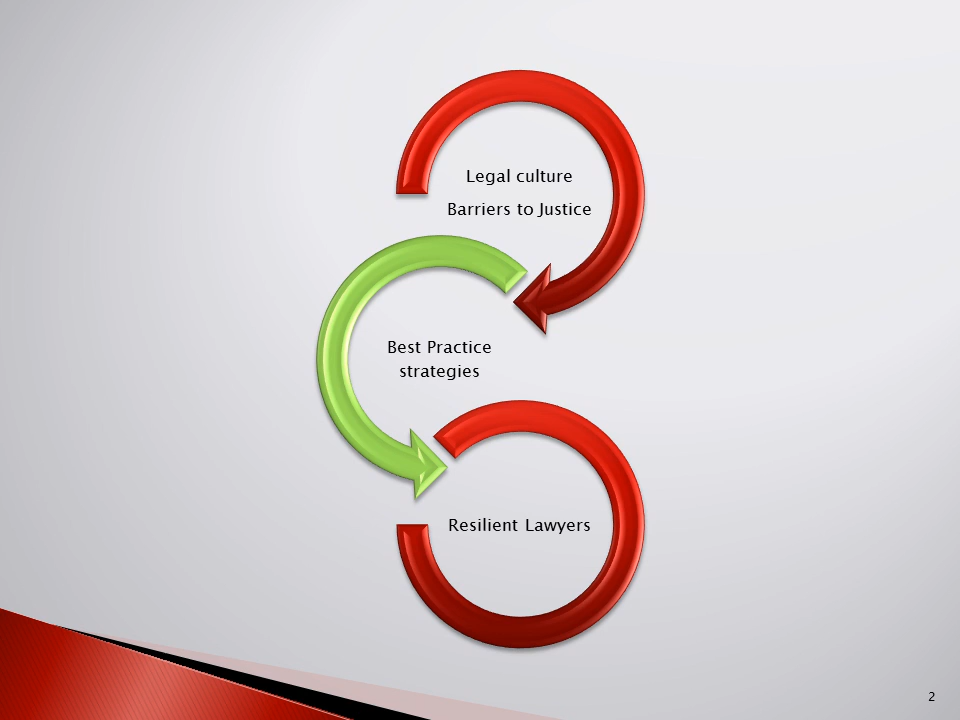 Legal culture
Barriers to Justice
Best Practice
strategies
Resilient Lawyers
2